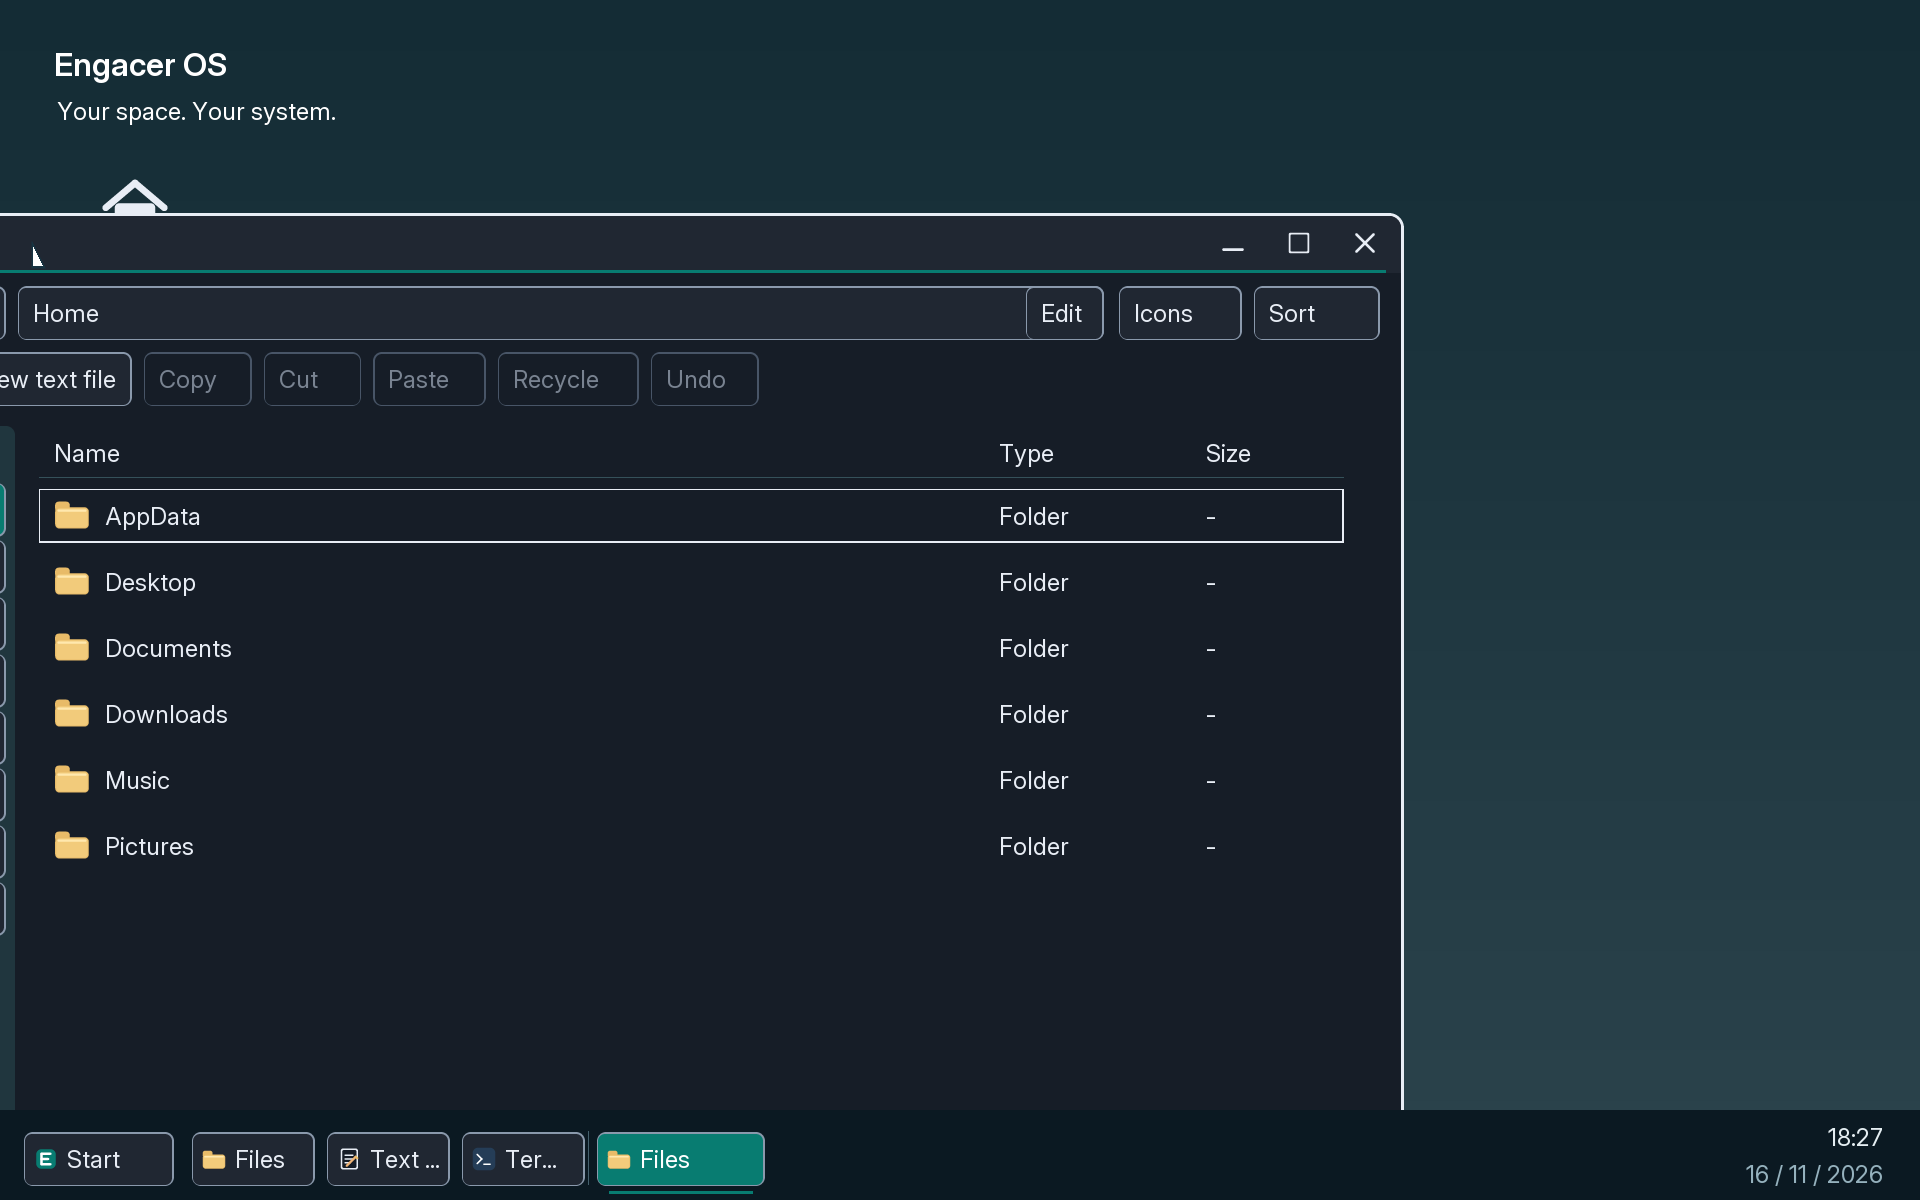 Engacer OS
Your space. Your system.
Home Edit Icons Sort
ew text file Copy Cut Paste Recycle Undo
Name Type Size
AppData Folder -
Desktop Folder -
Documents Folder -
Downloads Folder -
Music Folder -
Pictures Folder -
E Start Files Text ... Ter... Files
18:27
16 / 11 / 2026